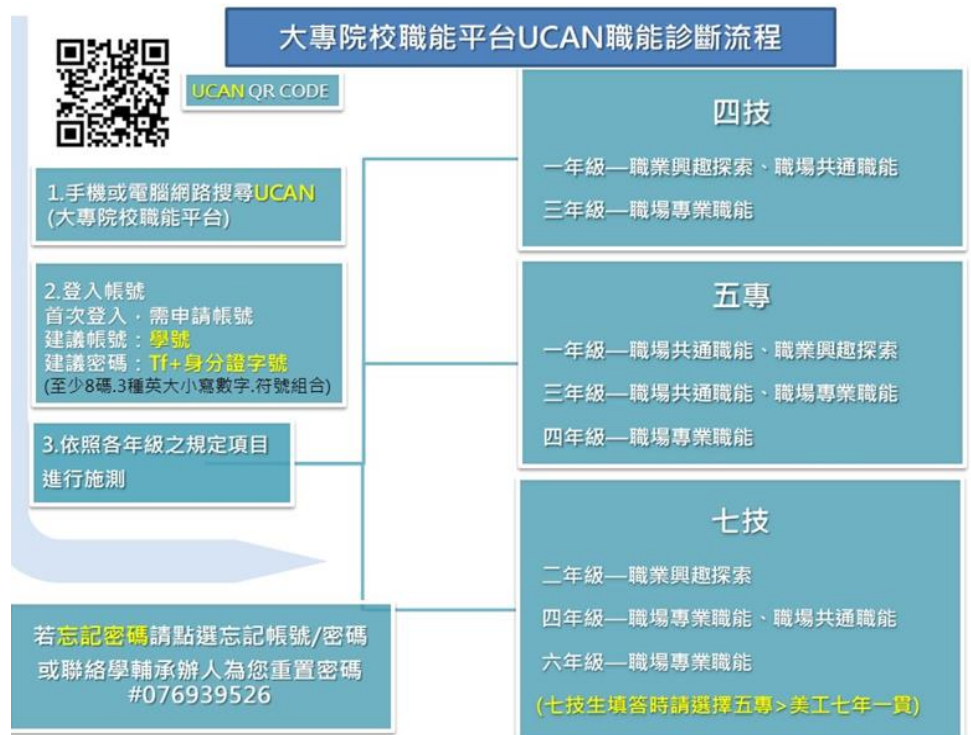 大專院校職能平台UCAN職能診斷流程
UCAN QR CODE
1.手機或電腦網路搜尋UCAN
(大專院校職能平台)
2.登入帳號
首次登入，需申請帳號
建議帳號：學號
建議密碼：Tf+身分證字號
(至少8碼.3種英大小寫數字.符號組合)
3.依照各年級之規定項目
進行施測
若忘記密碼請點選忘記帳號/密碼
或聯絡學輔承辦人為您重置密碼
#076939526
四技
一年級—職業興趣探索、職場共通職能
三年級—職場專業職能
五專
一年級—職場共通職能、職業興趣探索
三年級—職場共通職能、職場專業職能
四年級—職場專業職能
七技
二年級—職業興趣探索
四年級—職場專業職能、職場共通職能
六年級—職場專業職能
(七技生填答時請選擇五專>美工七年一貫)